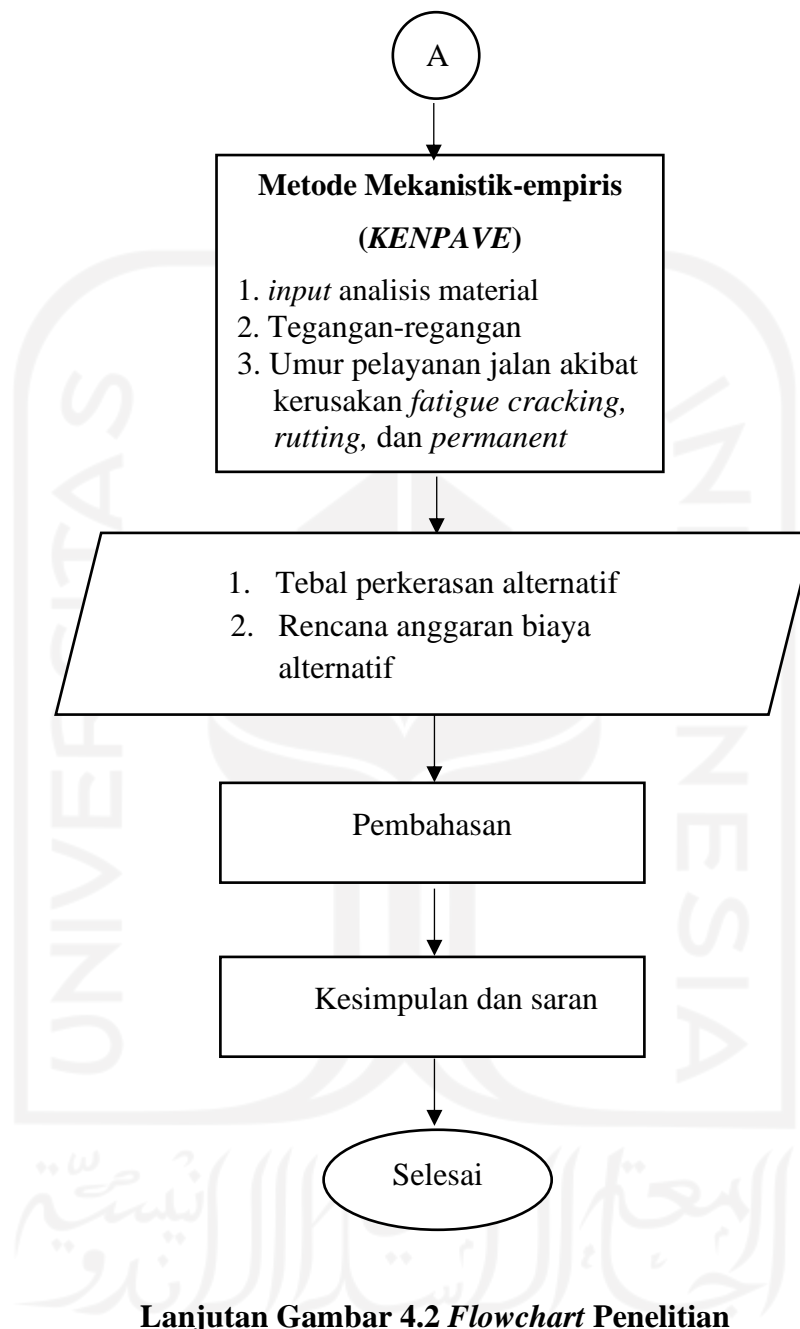 A
Metode Mekanistik-empiris
(KENPAVE)
1. input analisis material
2. Tegangan-regangan
3. Umur pelayanan jalan akibat
kerusakan fatigue cracking,
rutting, dan permanent
1. Tebal perkerasan alternatif
2. Rencana anggaran biaya
alternatif
Pembahasan
Kesimpulan dan saran
Selesai
Lanjutan Gambar 4.2 Flowchart Penelitian
UNIVERSITAS